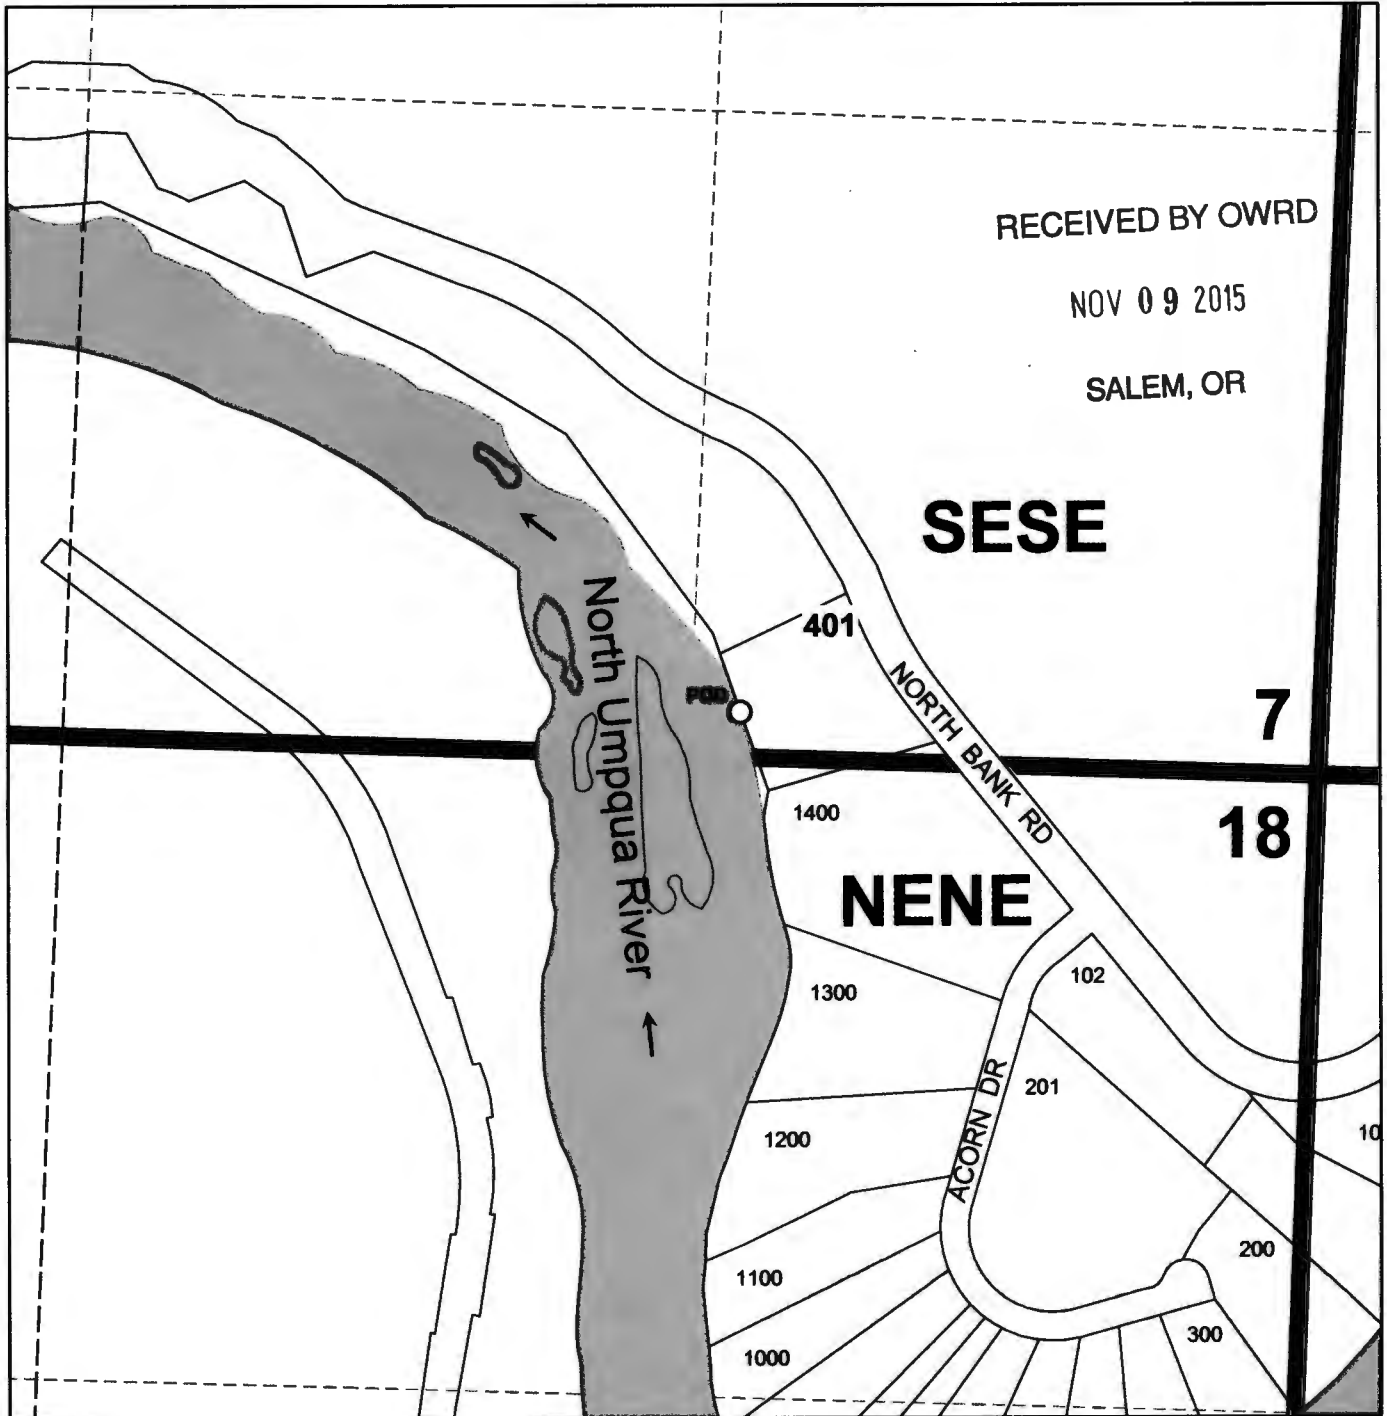 RECEIVED BY OWRD
NOV 09 2015
SALEM, OR
SESE
401
North Umpqua River
POD
NORTH BANK RD
7
18
1400
NENE
102
1300
201
ACORN DR
1200
10
200
1100
300
1000